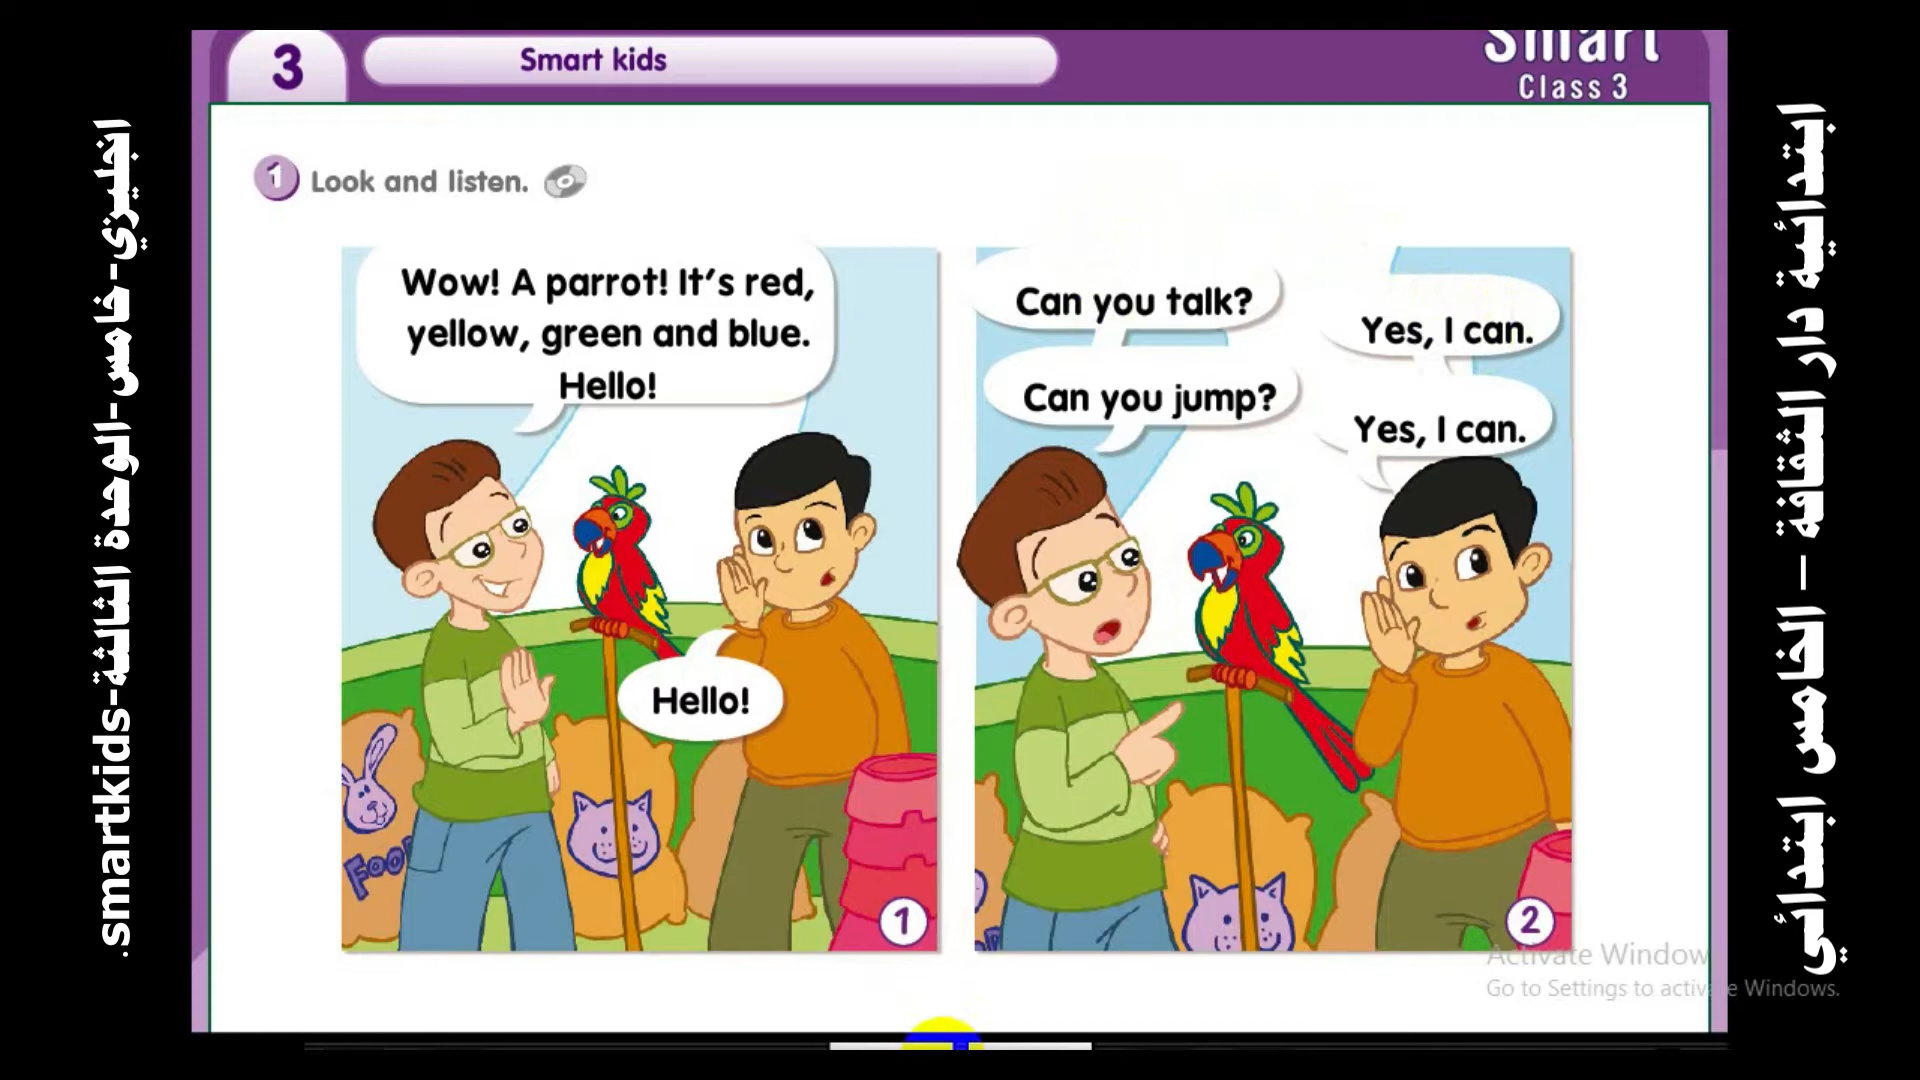 3
Smart kids
Smart
Class 3
1 Look and listen.
Wow! A parrot! It's red,
yellow, green and blue.
Hello!
Hello!
Food
1
Can you talk?
Yes, I can.
Can you jump?
Yes, I can.
2
Activate Window
Go to Settings to activate Windows.
انجليزي-خامس-الوحدة الثالثة-smartkids.
ابتدائية دار الثقافة – الخامس ابتدائي